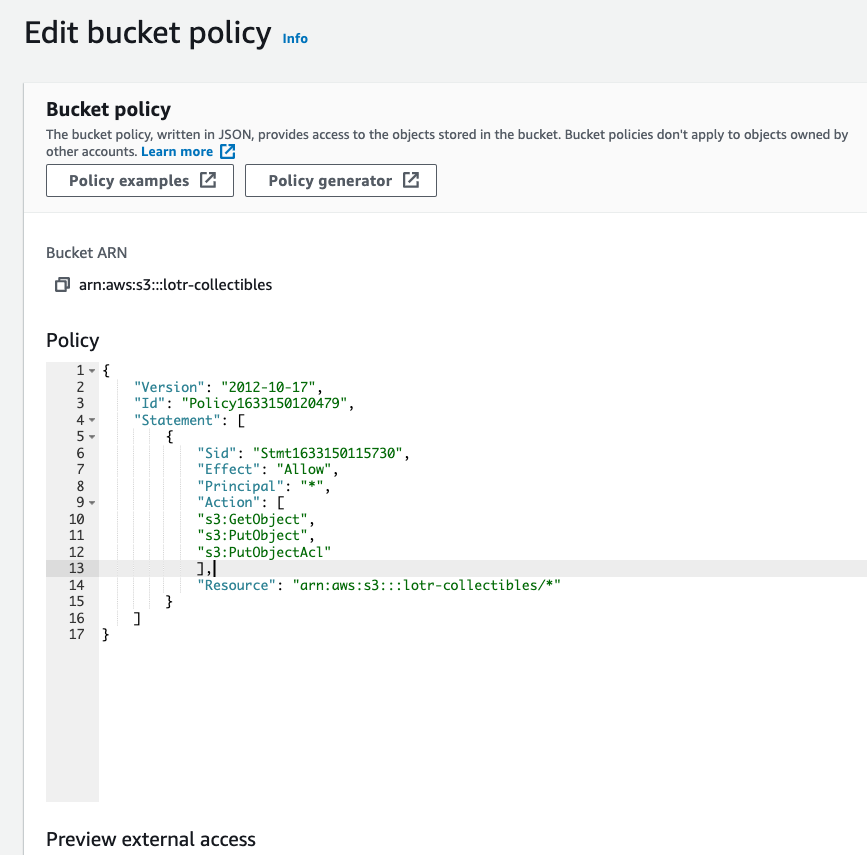 Edit bucket policy Info
Bucket policy
The bucket policy, written in JSON, provides access to the objects stored in the bucket. Bucket policies don't apply to objects owned by
other accounts. Learn more
Policy examples Policy generator
Bucket ARN
arn:aws:s3:::lotr-collectibles
Policy
1 {
2 "Version": "2012-10-17",
3 "Id": "Policy1633150120479",
4 "Statement": [
5 {
6 "Sid": "Stmt1633150115730",
7 "Effect": "Allow",
8 "Principal": "*",
9 "Action": [
10 "s3:GetObject",
11 "s3:PutObject",
12 "s3:PutObjectAcl"
13 ],
14 "Resource": "arn:aws:s3:::lotr-collectibles/*"
15 }
16 ]
17 }
Preview external access